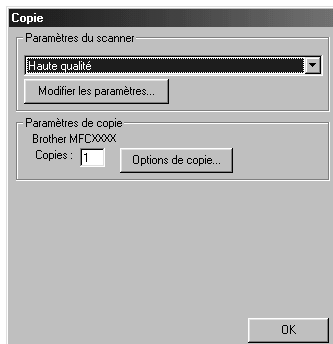 Copie
Paramètres du scanner
Haute qualité
Modifier les paramètres...
Paramètres de copie
Brother MFCXXXX
Copies : 1 Options de copie...
OK